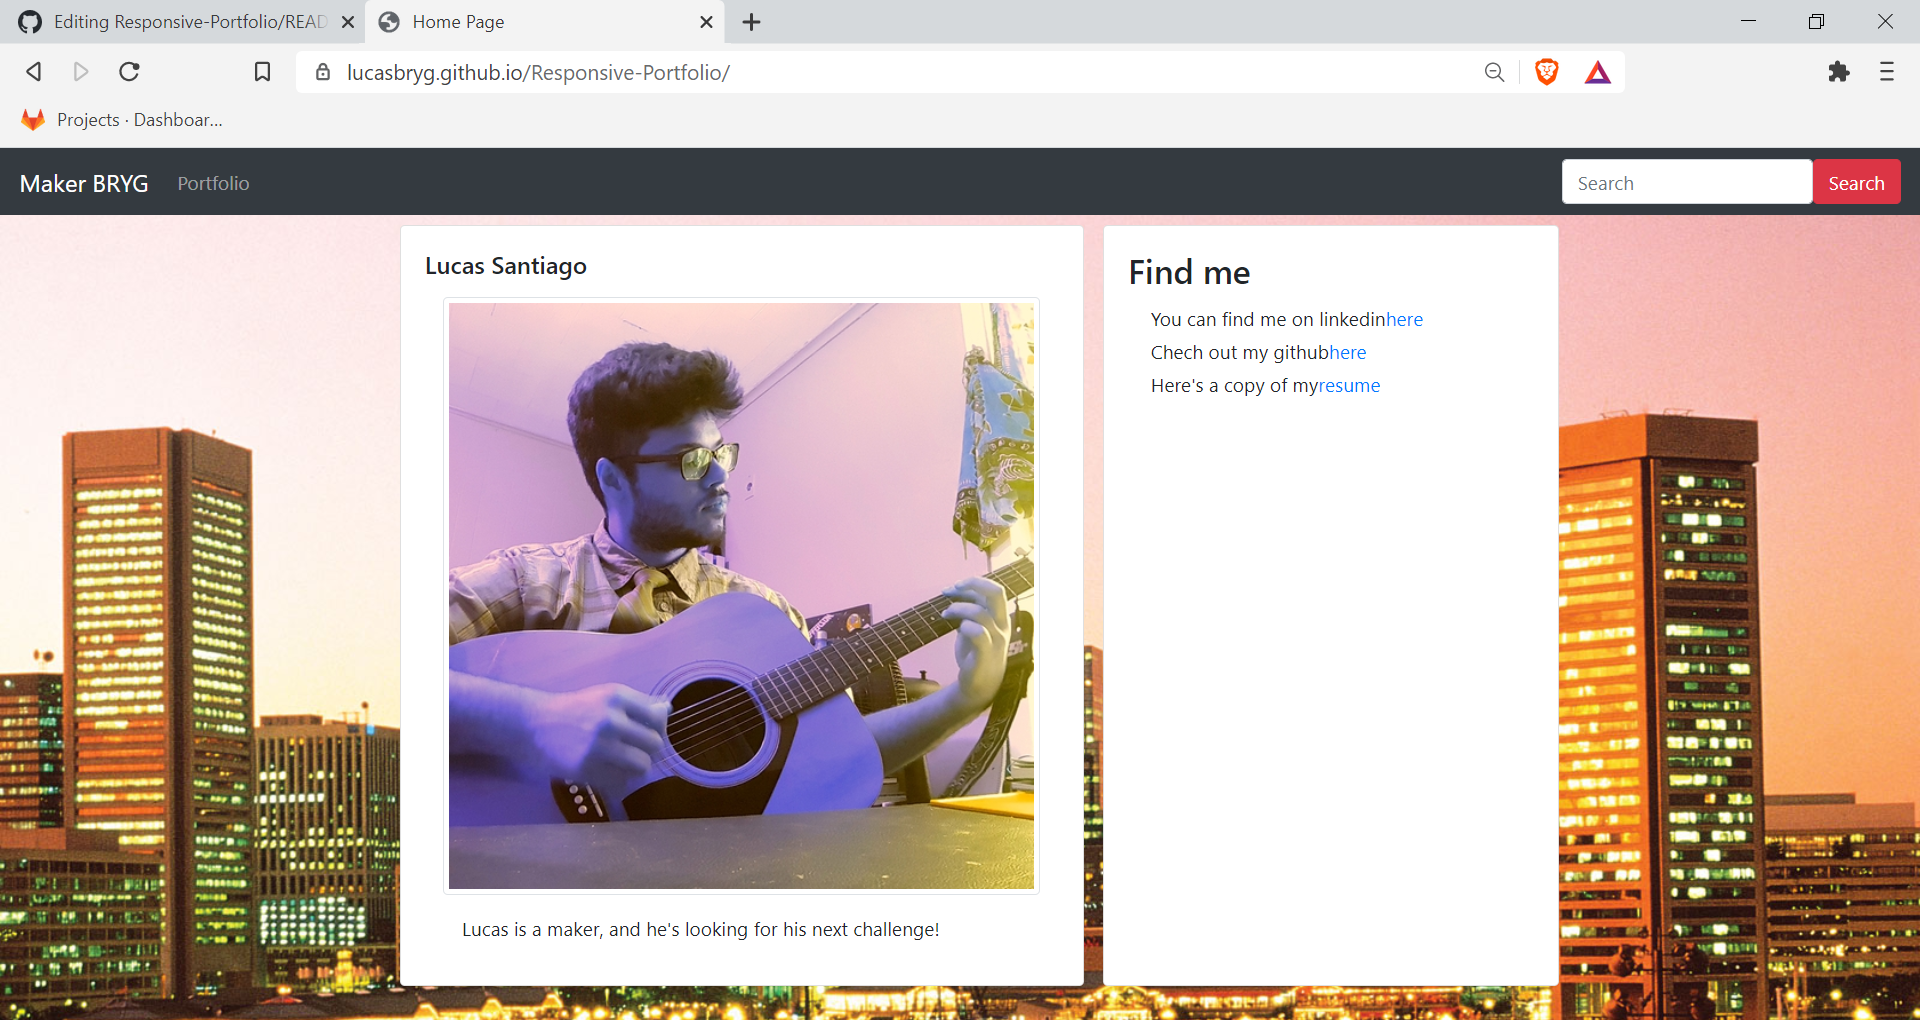 Editing Responsive-Portfolio/READ
Home Page
lucasbryg.github.io/Responsive-Portfolio/
Projects · Dashboar...
Maker BRYG
Portfolio
Search
Search
Lucas Santiago
Lucas is a maker, and he's looking for his next challenge!
Find me
You can find me on linkedinhere
Chech out my githubhere
Here's a copy of myresume